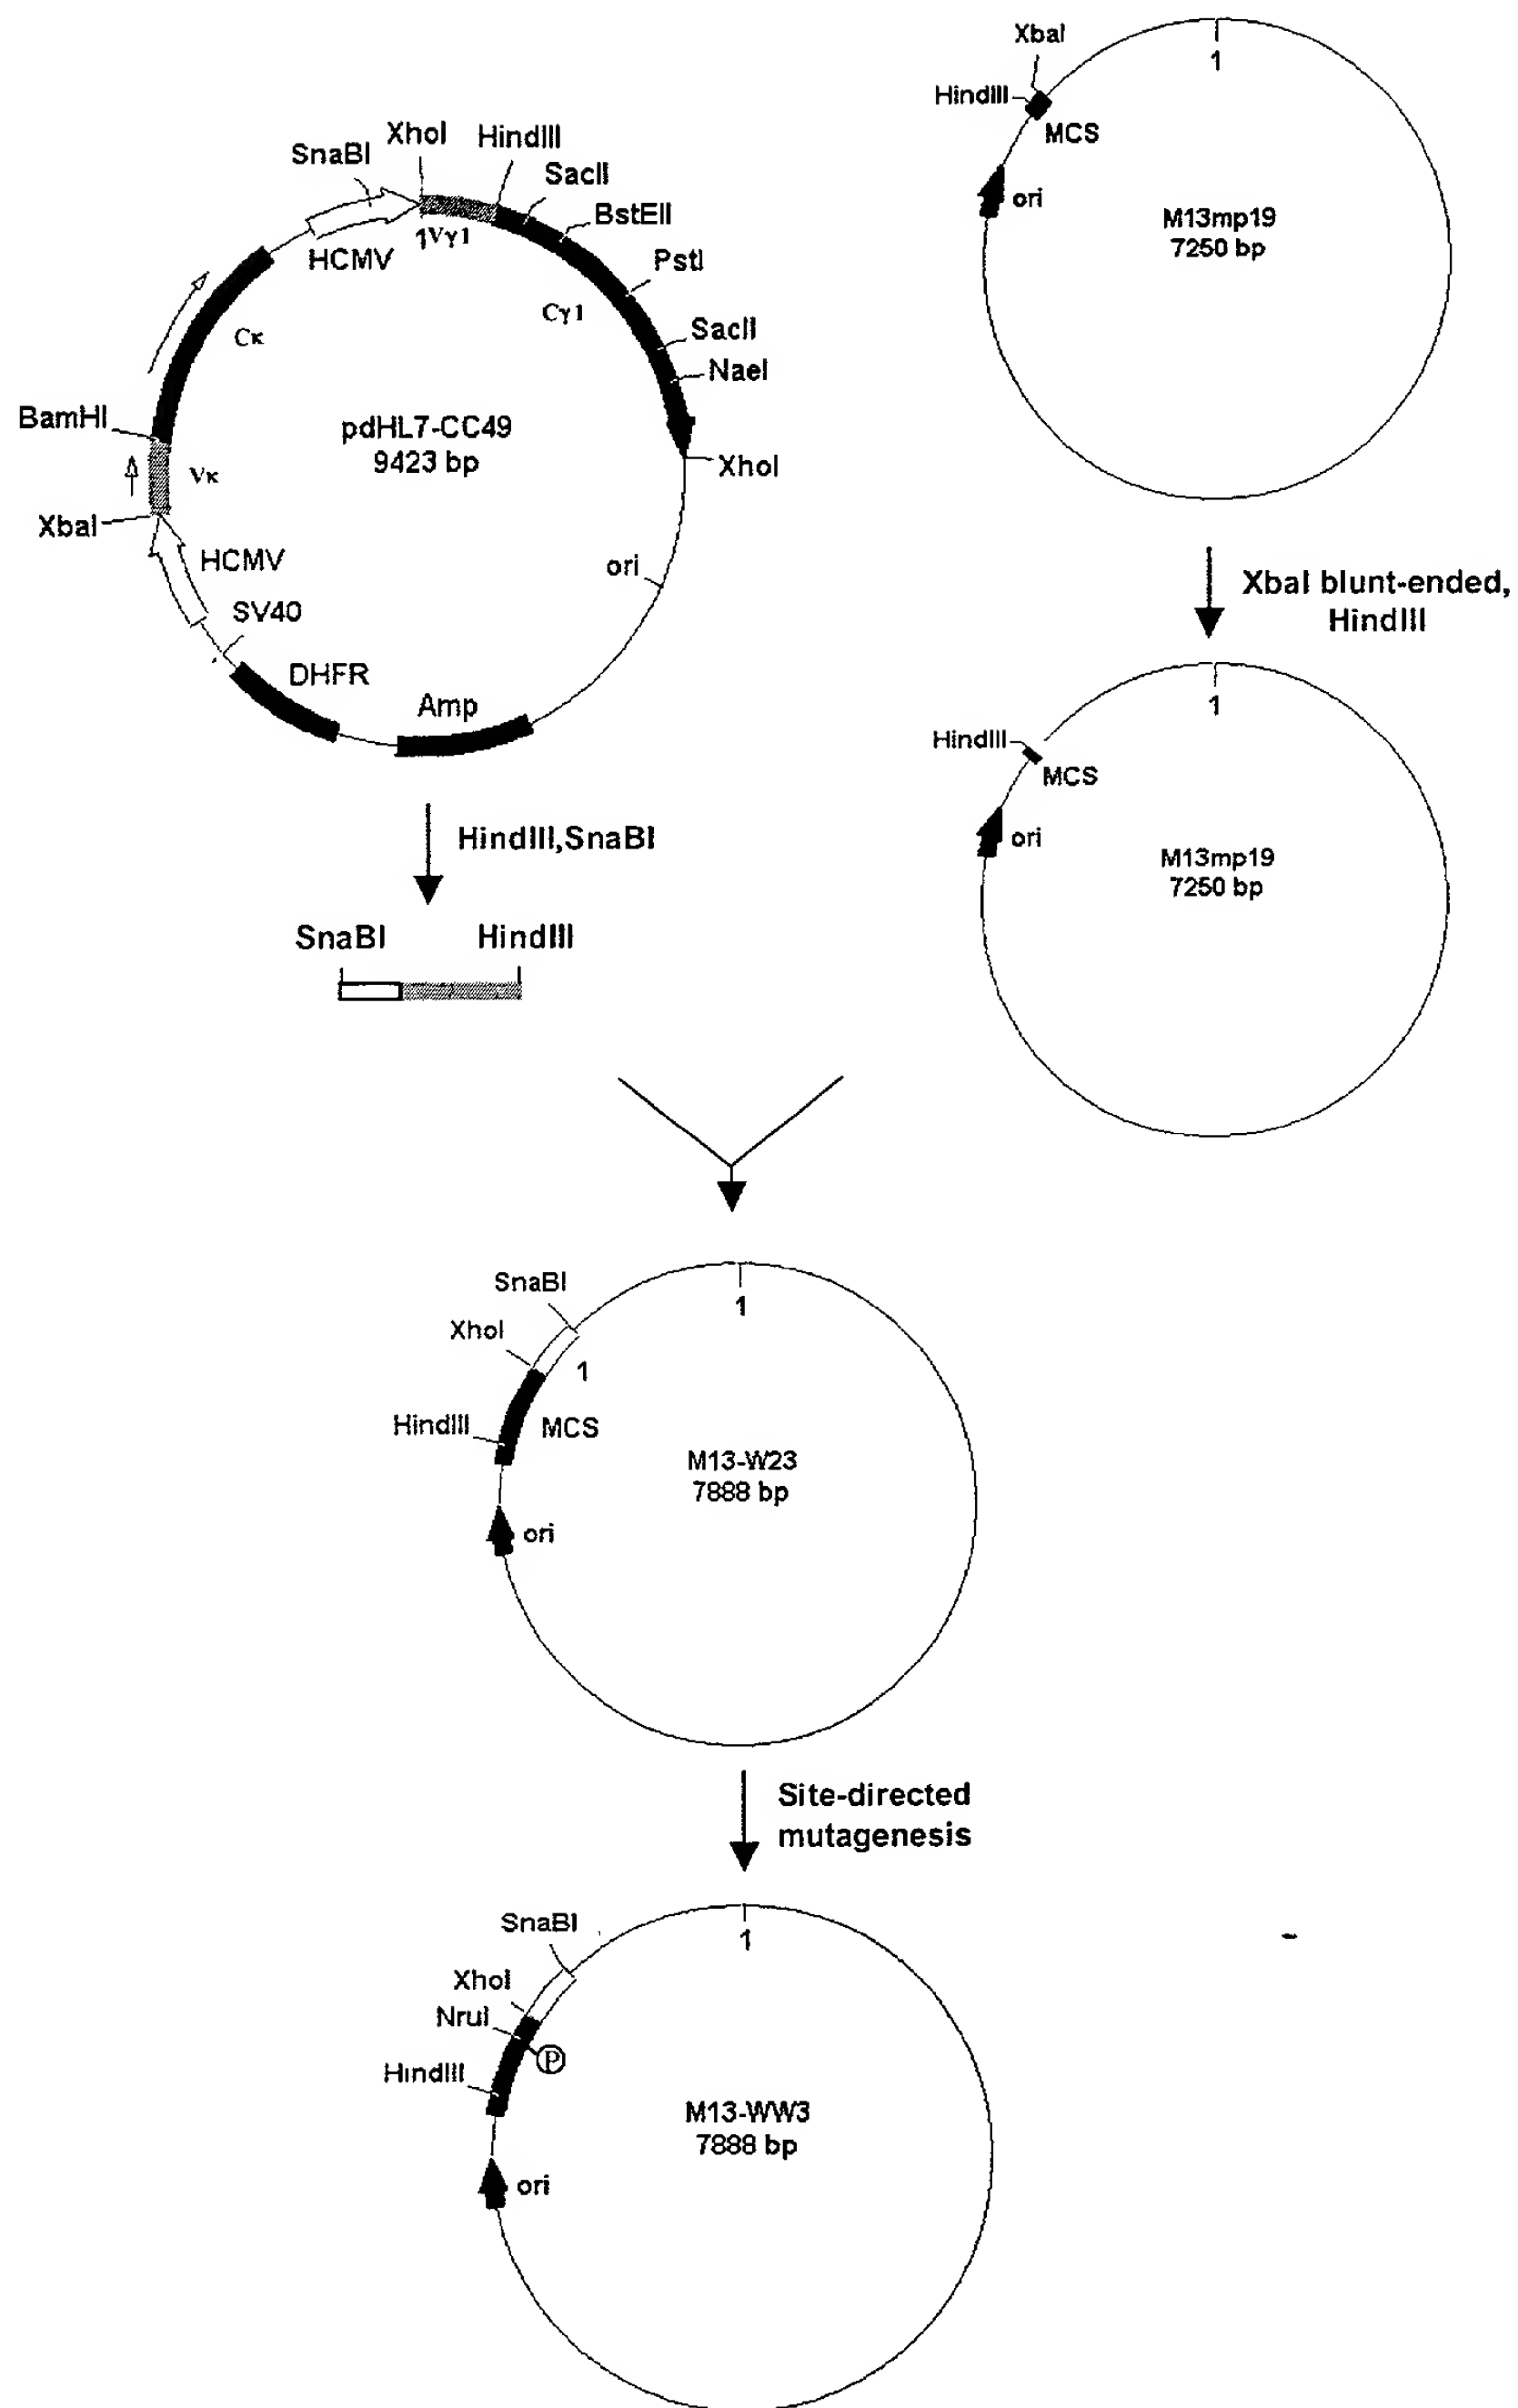 XhoI
HindIII
SnaBI
SacII
BstEII
HCMV
1Vγ1
PstI
Cγ1
Cκ
SacII
NaeI
BamHI
pdHL7-CC49
9423 bp
XhoI
Vκ
XbaI
HCMV
ori
SV40
DHFR
Amp
HindIII,SnaBI
SnaBI
HindIII
XbaI
1
HindIII
MCS
ori
M13mp19
7250 bp
XbaI blunt-ended,
HindIII
1
HindIII
MCS
ori
M13mp19
7250 bp
SnaBI
1
XhoI
1
HindIII
MCS
M13-W23
7888 bp
ori
Site-directed
mutagenesis
SnaBI
1
XhoI
NruI
P
HindIII
M13-WW3
7888 bp
ori